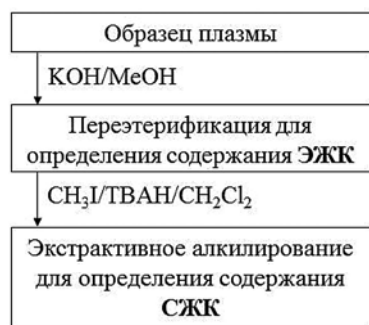 Образец плазмы
KOH/MeOH
Переэтерификация для
определения содержания ЭЖК
CH₃I/TBAH/CH₂Cl₂
Экстрактивное алкилирование
для определения содержания
СЖК